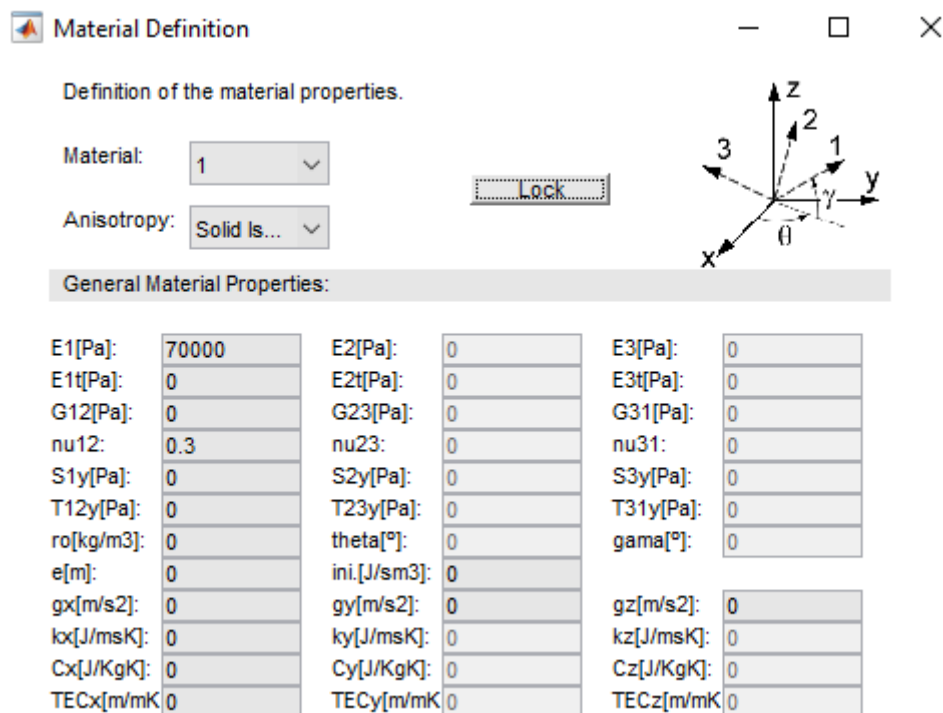 Material Definition
Definition of the material properties.
Material: 1
Lock
Anisotropy: Solid Is...
z
2
3
1
y
γ
θ
x
General Material Properties:
E1[Pa]: 70000 E2[Pa]: 0 E3[Pa]: 0
E1t[Pa]: 0 E2t[Pa]: 0 E3t[Pa]: 0
G12[Pa]: 0 G23[Pa]: 0 G31[Pa]: 0
nu12: 0.3 nu23: 0 nu31: 0
S1y[Pa]: 0 S2y[Pa]: 0 S3y[Pa]: 0
T12y[Pa]: 0 T23y[Pa]: 0 T31y[Pa]: 0
ro[kg/m3]: 0 theta[º]: 0 gama[º]: 0
e[m]: 0 ini.[J/sm3]: 0
gx[m/s2]: 0 gy[m/s2]: 0 gz[m/s2]: 0
kx[J/msK]: 0 ky[J/msK]: 0 kz[J/msK]: 0
Cx[J/KgK]: 0 Cy[J/KgK]: 0 Cz[J/KgK]: 0
TECx[m/mK 0 TECy[m/mK 0 TECz[m/mK 0